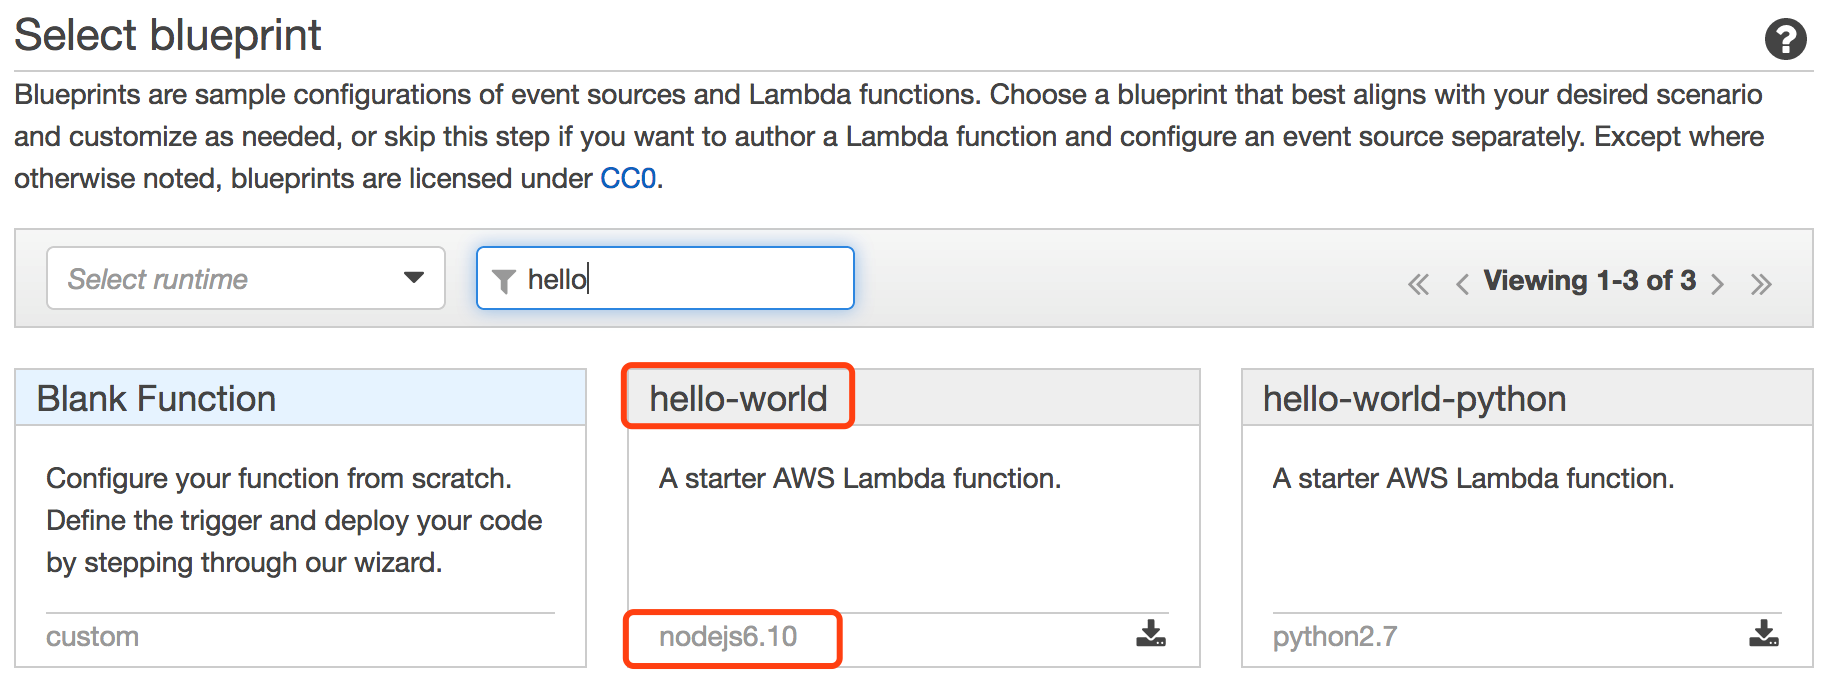 Select blueprint
?
Blueprints are sample configurations of event sources and Lambda functions. Choose a blueprint that best aligns with your desired scenario
and customize as needed, or skip this step if you want to author a Lambda function and configure an event source separately. Except where
otherwise noted, blueprints are licensed under CC0.
Select runtime
hello
« < Viewing 1-3 of 3 > »
Blank Function
Configure your function from scratch.
Define the trigger and deploy your code
by stepping through our wizard.
custom
hello-world
A starter AWS Lambda function.
nodejs6.10
hello-world-python
A starter AWS Lambda function.
python2.7